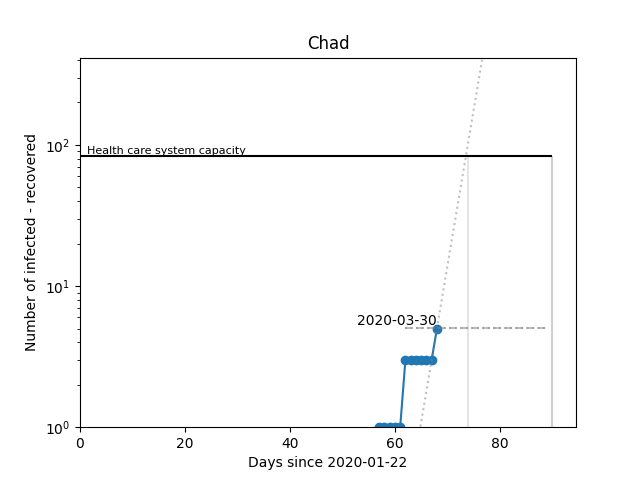 Chad
Number of infected - recovered
10²
10¹
10⁰
Health care system capacity
2020-03-30
0 20 40 60 80
Days since 2020-01-22